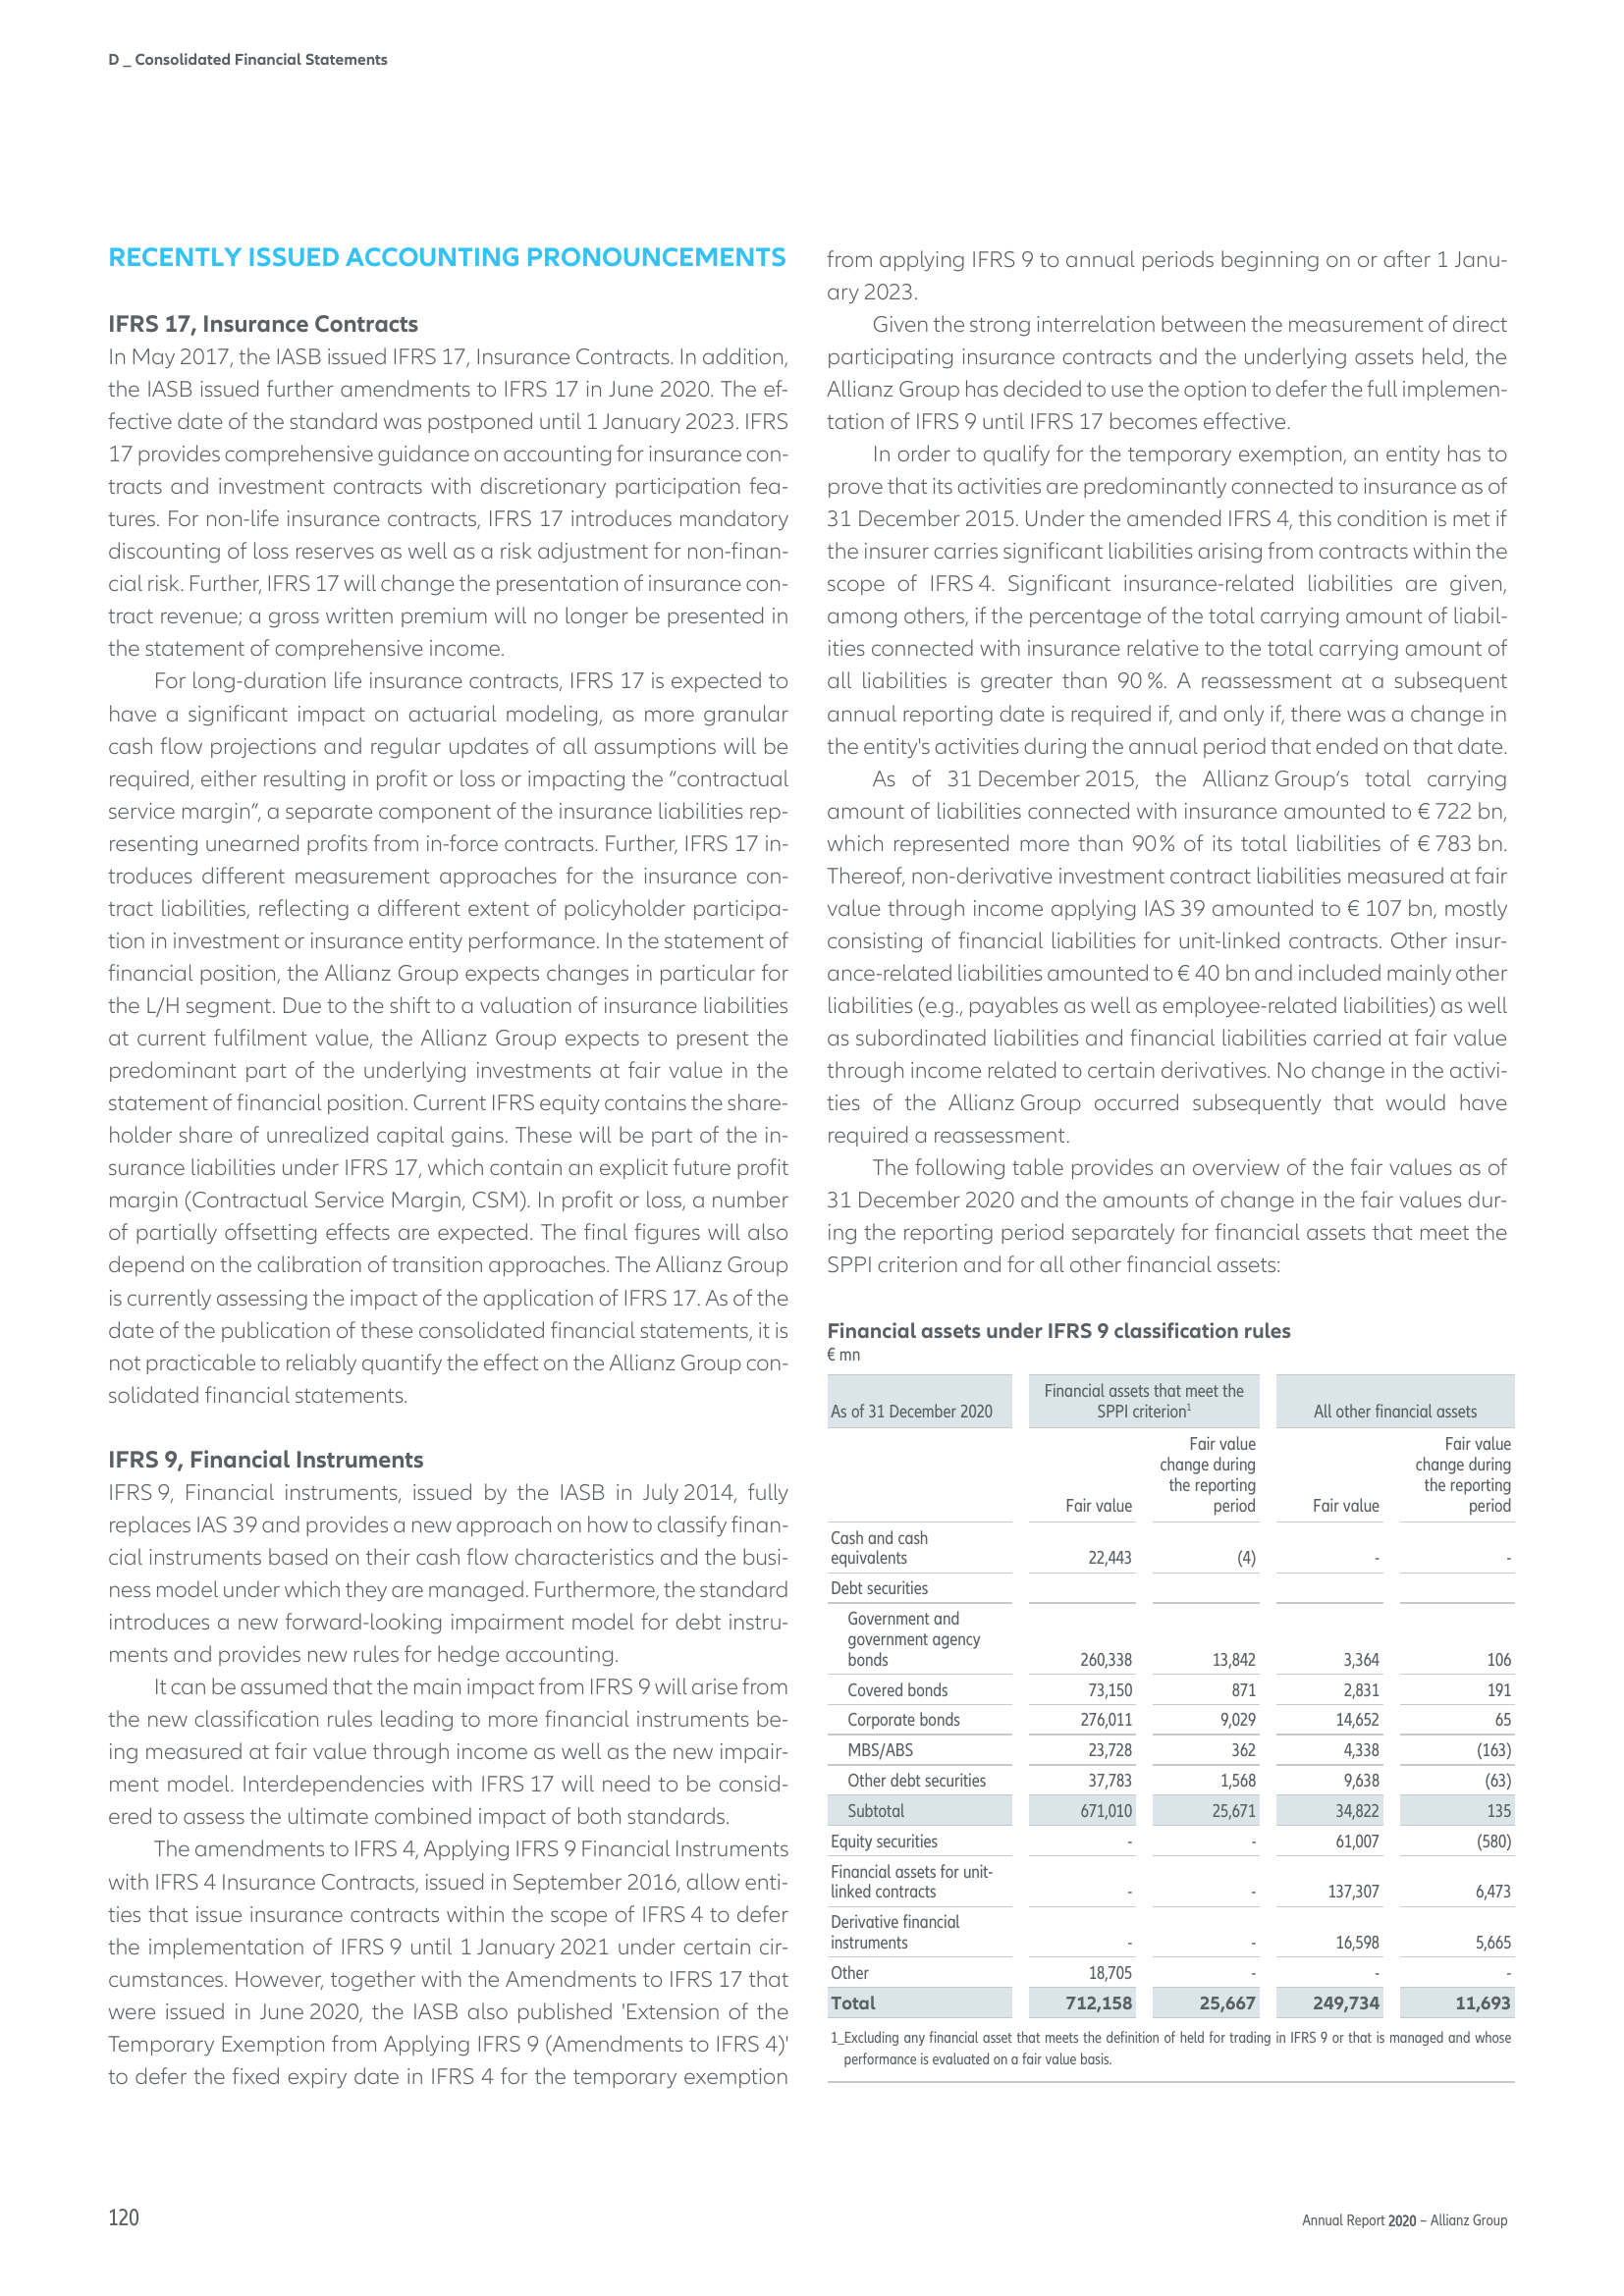 D _ Consolidated Financial Statements
RECENTLY ISSUED ACCOUNTING PRONOUNCEMENTS
IFRS 17, Insurance Contracts
In May 2017, the IASB issued IFRS 17, Insurance Contracts. In addition,
the IASB issued further amendments to IFRS 17 in June 2020. The ef-
fective date of the standard was postponed until 1 January 2023. IFRS
17 provides comprehensive guidance on accounting for insurance con-
tracts and investment contracts with discretionary participation fea-
tures. For non-life insurance contracts, IFRS 17 introduces mandatory
discounting of loss reserves as well as a risk adjustment for non-finan-
cial risk. Further, IFRS 17 will change the presentation of insurance con-
tract revenue; a gross written premium will no longer be presented in
the statement of comprehensive income.
For long-duration life insurance contracts, IFRS 17 is expected to
have a significant impact on actuarial modeling, as more granular
cash flow projections and regular updates of all assumptions will be
required, either resulting in profit or loss or impacting the “contractual
service margin”, a separate component of the insurance liabilities rep-
resenting unearned profits from in-force contracts. Further, IFRS 17 in-
troduces different measurement approaches for the insurance con-
tract liabilities, reflecting a different extent of policyholder participa-
tion in investment or insurance entity performance. In the statement of
financial position, the Allianz Group expects changes in particular for
the L/H segment. Due to the shift to a valuation of insurance liabilities
at current fulfilment value, the Allianz Group expects to present the
predominant part of the underlying investments at fair value in the
statement of financial position. Current IFRS equity contains the share-
holder share of unrealized capital gains. These will be part of the in-
surance liabilities under IFRS 17, which contain an explicit future profit
margin (Contractual Service Margin, CSM). In profit or loss, a number
of partially offsetting effects are expected. The final figures will also
depend on the calibration of transition approaches. The Allianz Group
is currently assessing the impact of the application of IFRS 17. As of the
date of the publication of these consolidated financial statements, it is
not practicable to reliably quantify the effect on the Allianz Group con-
solidated financial statements.
IFRS 9, Financial Instruments
IFRS 9, Financial instruments, issued by the IASB in July 2014, fully
replaces IAS 39 and provides a new approach on how to classify finan-
cial instruments based on their cash flow characteristics and the busi-
ness model under which they are managed. Furthermore, the standard
introduces a new forward-looking impairment model for debt instru-
ments and provides new rules for hedge accounting.
It can be assumed that the main impact from IFRS 9 will arise from
the new classification rules leading to more financial instruments be-
ing measured at fair value through income as well as the new impair-
ment model. Interdependencies with IFRS 17 will need to be consid-
ered to assess the ultimate combined impact of both standards.
The amendments to IFRS 4, Applying IFRS 9 Financial Instruments
with IFRS 4 Insurance Contracts, issued in September 2016, allow enti-
ties that issue insurance contracts within the scope of IFRS 4 to defer
the implementation of IFRS 9 until 1 January 2021 under certain cir-
cumstances. However, together with the Amendments to IFRS 17 that
were issued in June 2020, the IASB also published 'Extension of the
Temporary Exemption from Applying IFRS 9 (Amendments to IFRS 4)'
to defer the fixed expiry date in IFRS 4 for the temporary exemption
from applying IFRS 9 to annual periods beginning on or after 1 Janu-
ary 2023.
Given the strong interrelation between the measurement of direct
participating insurance contracts and the underlying assets held, the
Allianz Group has decided to use the option to defer the full implemen-
tation of IFRS 9 until IFRS 17 becomes effective.
In order to qualify for the temporary exemption, an entity has to
prove that its activities are predominantly connected to insurance as of
31 December 2015. Under the amended IFRS 4, this condition is met if
the insurer carries significant liabilities arising from contracts within the
scope of IFRS 4. Significant insurance-related liabilities are given,
among others, if the percentage of the total carrying amount of liabil-
ities connected with insurance relative to the total carrying amount of
all liabilities is greater than 90 %. A reassessment at a subsequent
annual reporting date is required if, and only if, there was a change in
the entity's activities during the annual period that ended on that date.
As of 31 December 2015, the Allianz Group‘s total carrying
amount of liabilities connected with insurance amounted to € 722 bn,
which represented more than 90 % of its total liabilities of € 783 bn.
Thereof, non-derivative investment contract liabilities measured at fair
value through income applying IAS 39 amounted to € 107 bn, mostly
consisting of financial liabilities for unit-linked contracts. Other insur-
ance-related liabilities amounted to € 40 bn and included mainly other
liabilities (e.g., payables as well as employee-related liabilities) as well
as subordinated liabilities and financial liabilities carried at fair value
through income related to certain derivatives. No change in the activi-
ties of the Allianz Group occurred subsequently that would have
required a reassessment.
The following table provides an overview of the fair values as of
31 December 2020 and the amounts of change in the fair values dur-
ing the reporting period separately for financial assets that meet the
SPPI criterion and for all other financial assets:
Financial assets under IFRS 9 classification rules
€ mn
Financial assets that meet the
As of 31 December 2020 SPPI criterion1 All other financial assets
Fair value Fair value
change during change during
the reporting the reporting
Fair value period Fair value period
Cash and cash
equivalents 22,443 (4) - -
Debt securities
Government and
government agency
bonds 260,338 13,842 3,364 106
Covered bonds 73,150 871 2,831 191
Corporate bonds 276,011 9,029 14,652 65
MBS/ABS 23,728 362 4,338 (163)
Other debt securities 37,783 1,568 9,638 (63)
Subtotal 671,010 25,671 34,822 135
Equity securities - - 61,007 (580)
Financial assets for unit-
linked contracts - - 137,307 6,473
Derivative financial
instruments - - 16,598 5,665
Other 18,705 - - -
Total 712,158 25,667 249,734 11,693
1_Excluding any financial asset that meets the definition of held for trading in IFRS 9 or that is managed and whose
performance is evaluated on a fair value basis.
120
Annual Report 2020 – Allianz Group